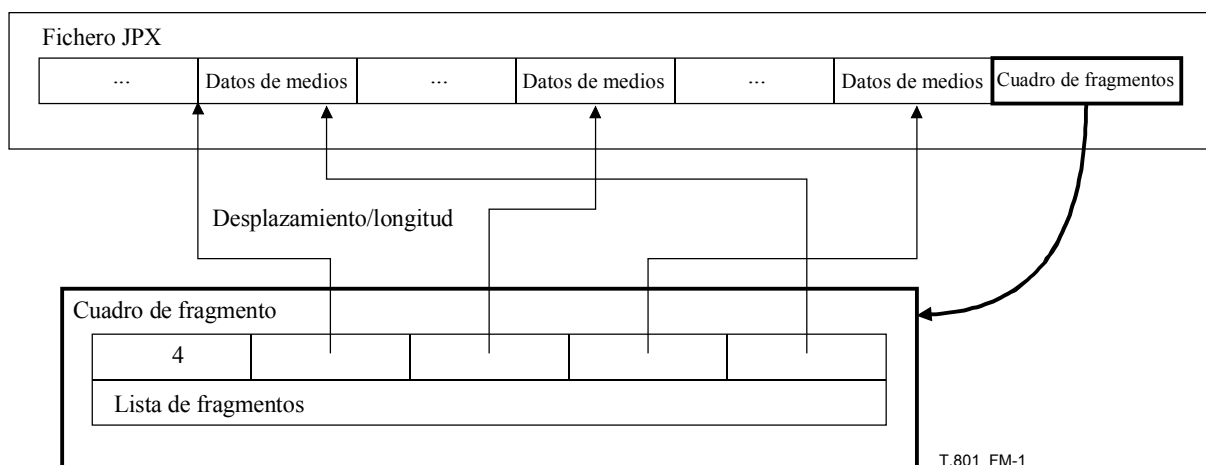 Fichero JPX
... Datos de medios ... Datos de medios ... Datos de medios Cuadro de fragmentos
Desplazamiento/longitud
Cuadro de fragmento
4
Lista de fragmentos
T.801_FM-1